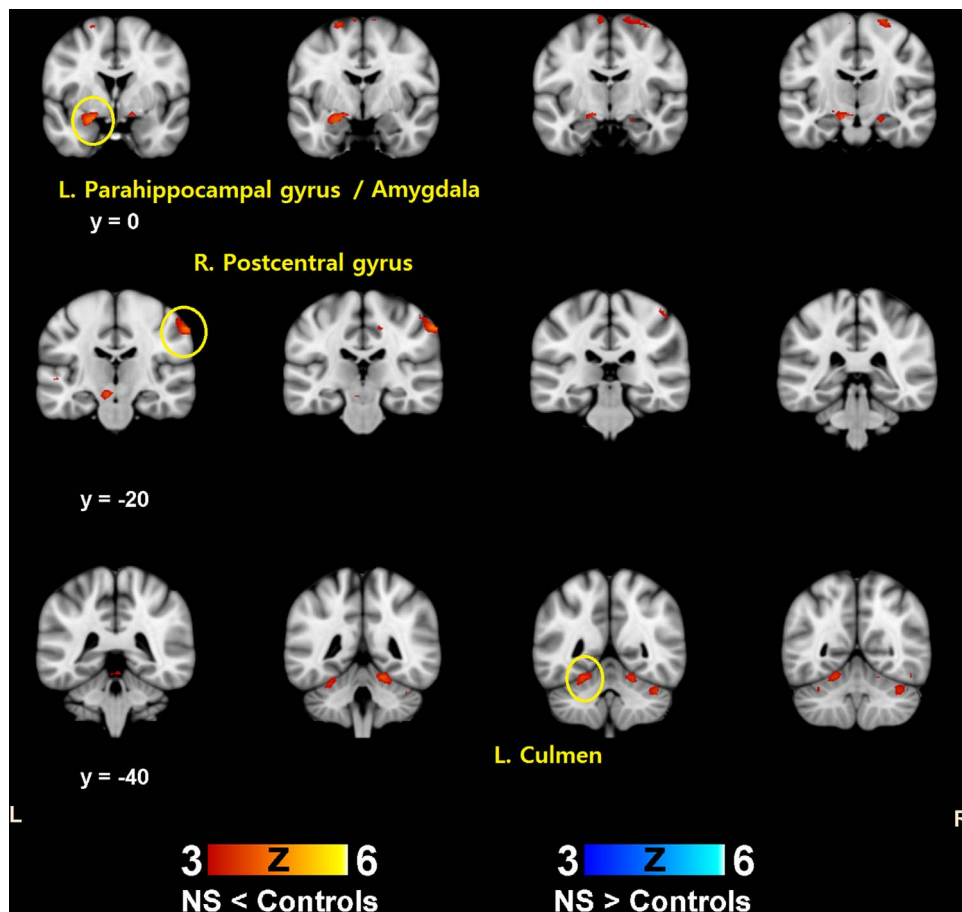 L. Parahippocampal gyrus / Amygdala
y = 0
R. Postcentral gyrus
y = -20
L. Culmen
y = -40
L
R
3 Z 6
NS < Controls
3 Z 6
NS > Controls